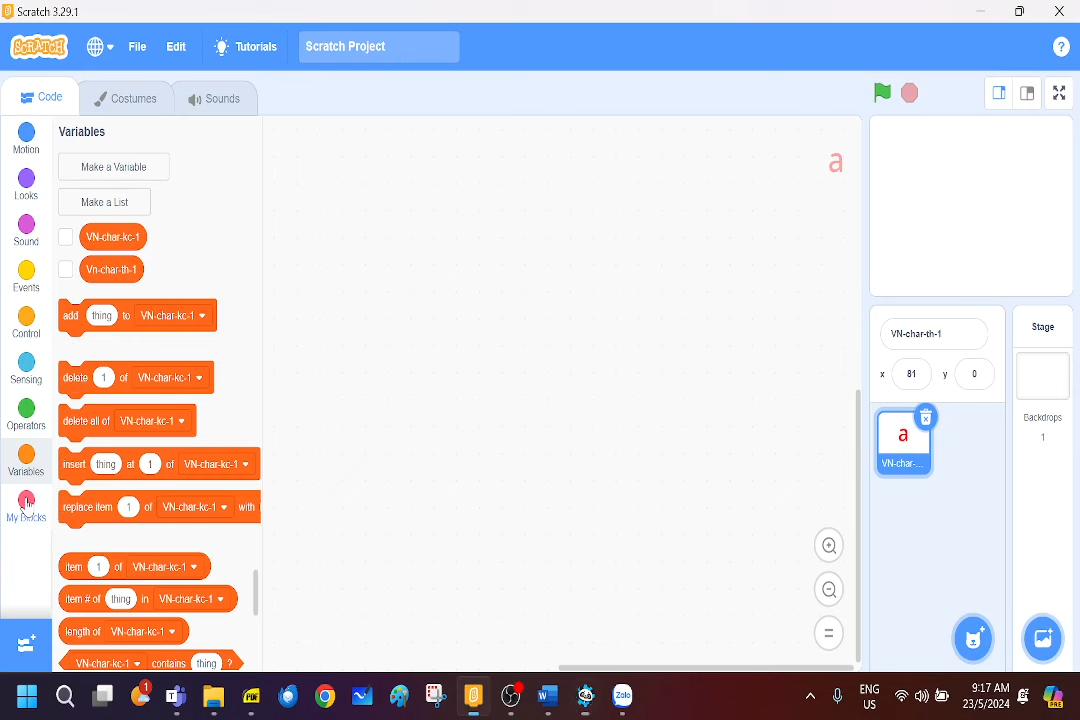 Scratch 3.29.1
SCRATCH File Edit Tutorials Scratch Project ?
Code Costumes Sounds
Motion
Looks
Sound
Events
Control
Sensing
Operators
Variables
My Blocks
Variables
Make a Variable
Make a List
VN-char-kc-1
Vn-char-th-1
add thing to VN-char-kc-1
delete 1 of VN-char-kc-1
delete all of VN-char-kc-1
insert thing at 1 of VN-char-kc-1
replace item 1 of VN-char-kc-1 with
item 1 of VN-char-kc-1
item # of thing in VN-char-kc-1
length of VN-char-kc-1
VN-char-kc-1 contains thing ?
a
VN-char-th-1
x 81 y 0
a
VN-char-...
Stage
Backdrops
1
1
PDF
Zalo
ENG
US
9:17 AM
23/5/2024
PRE